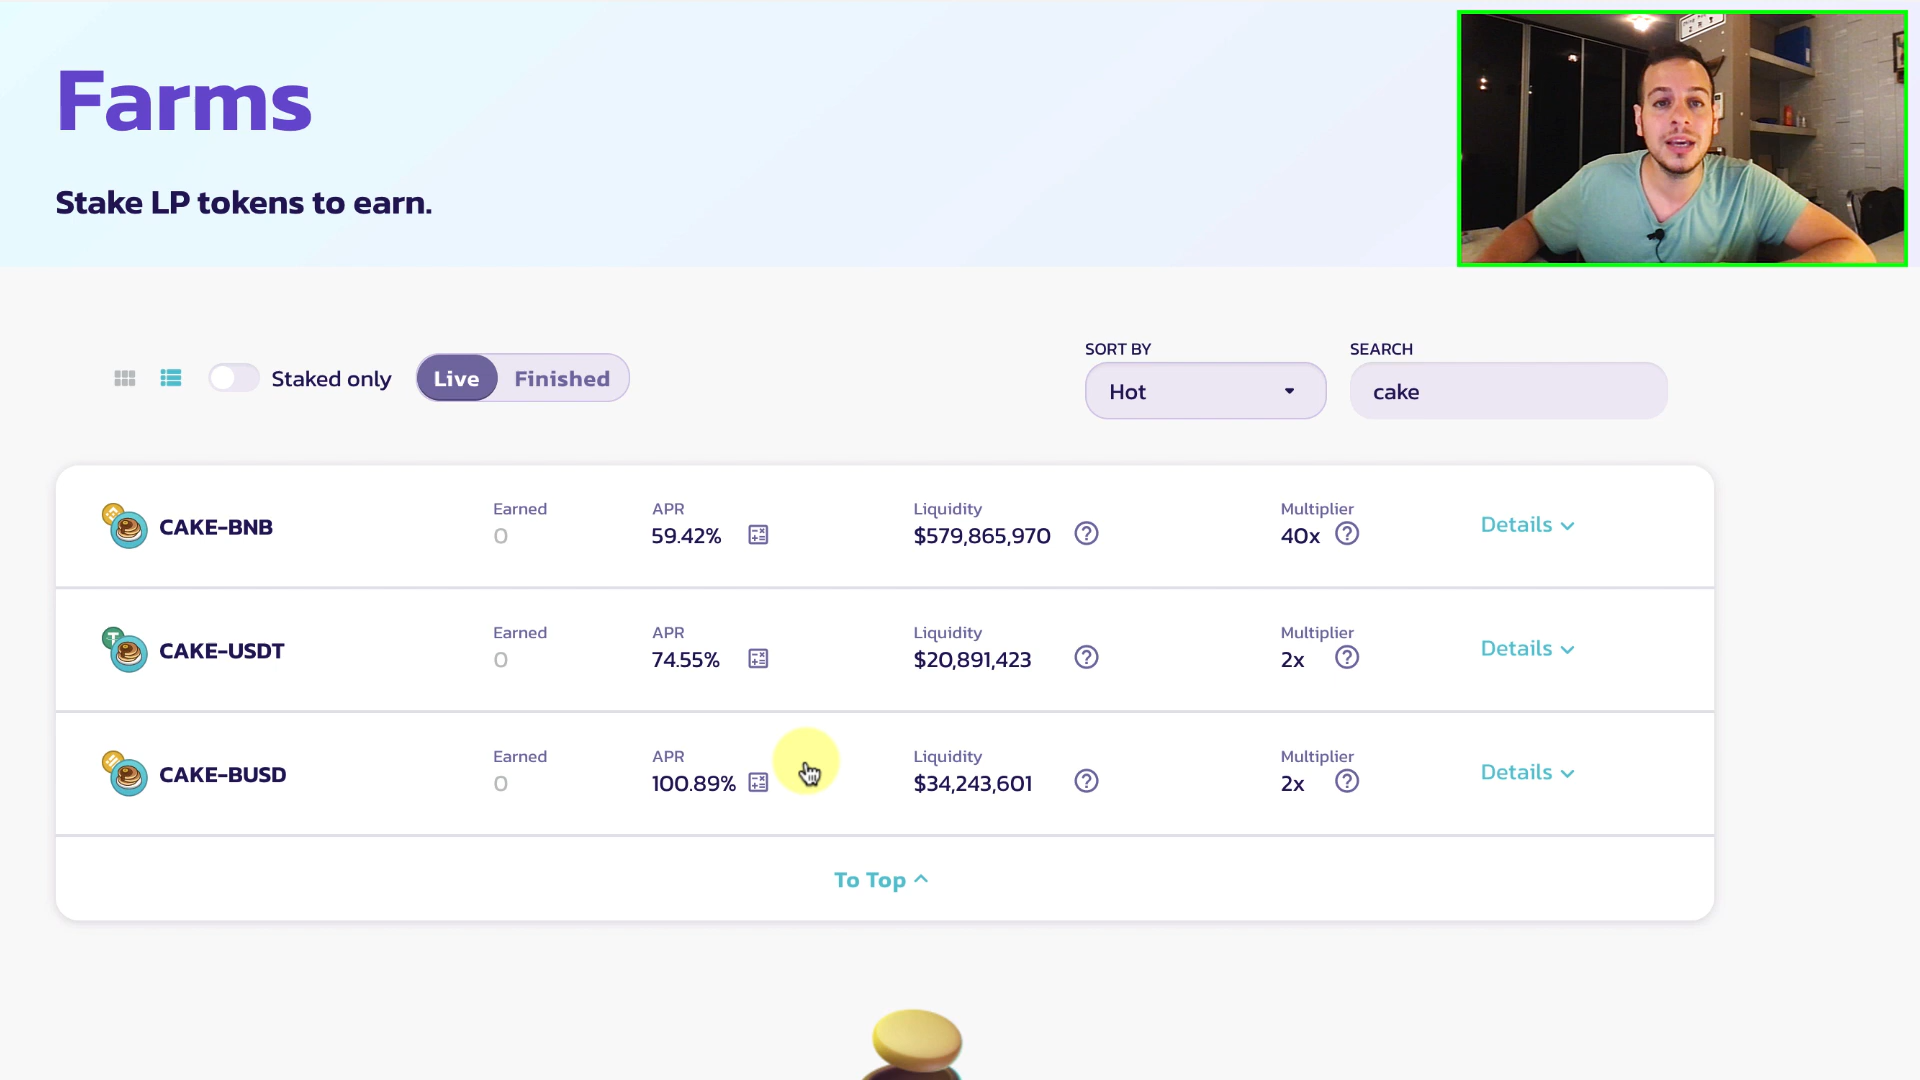 Farms
Stake LP tokens to earn.
Staked only
Live
Finished
SORT BY
Hot
SEARCH
cake
CAKE-BNB
Earned
0
APR
59.42%
Liquidity
$579,865,970
Multiplier
40x
Details
CAKE-USDT
Earned
0
APR
74.55%
Liquidity
$20,891,423
Multiplier
2x
Details
CAKE-BUSD
Earned
0
APR
100.89%
Liquidity
$34,243,601
Multiplier
2x
Details
To Top